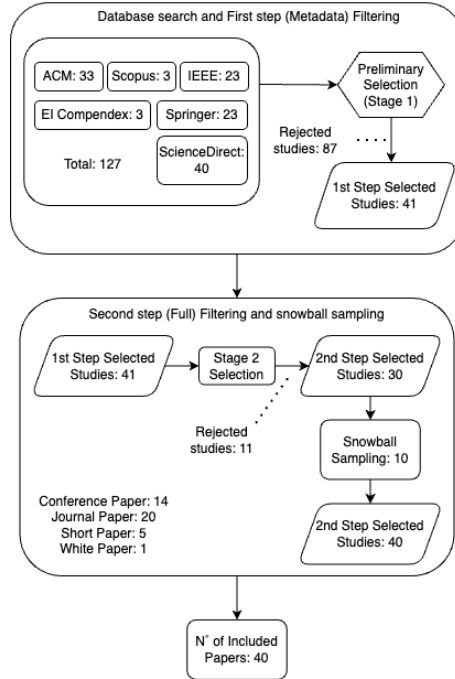 Database search and First step (Metadata) Filtering
ACM: 33
Scopus: 3
IEEE: 23
EI Compendex: 3
Springer: 23
Total: 127
ScienceDirect:
40
Preliminary
Selection
(Stage 1)
Rejected
studies: 87
1st Step Selected
Studies: 41
Second step (Full) Filtering and snowball sampling
1st Step Selected
Studies: 41
Stage 2
Selection
2nd Step Selected
Studies: 30
Rejected
studies: 11
Snowball
Sampling: 10
Conference Paper: 14
Journal Paper: 20
Short Paper: 5
White Paper: 1
2nd Step Selected
Studies: 40
N° of Included
Papers: 40